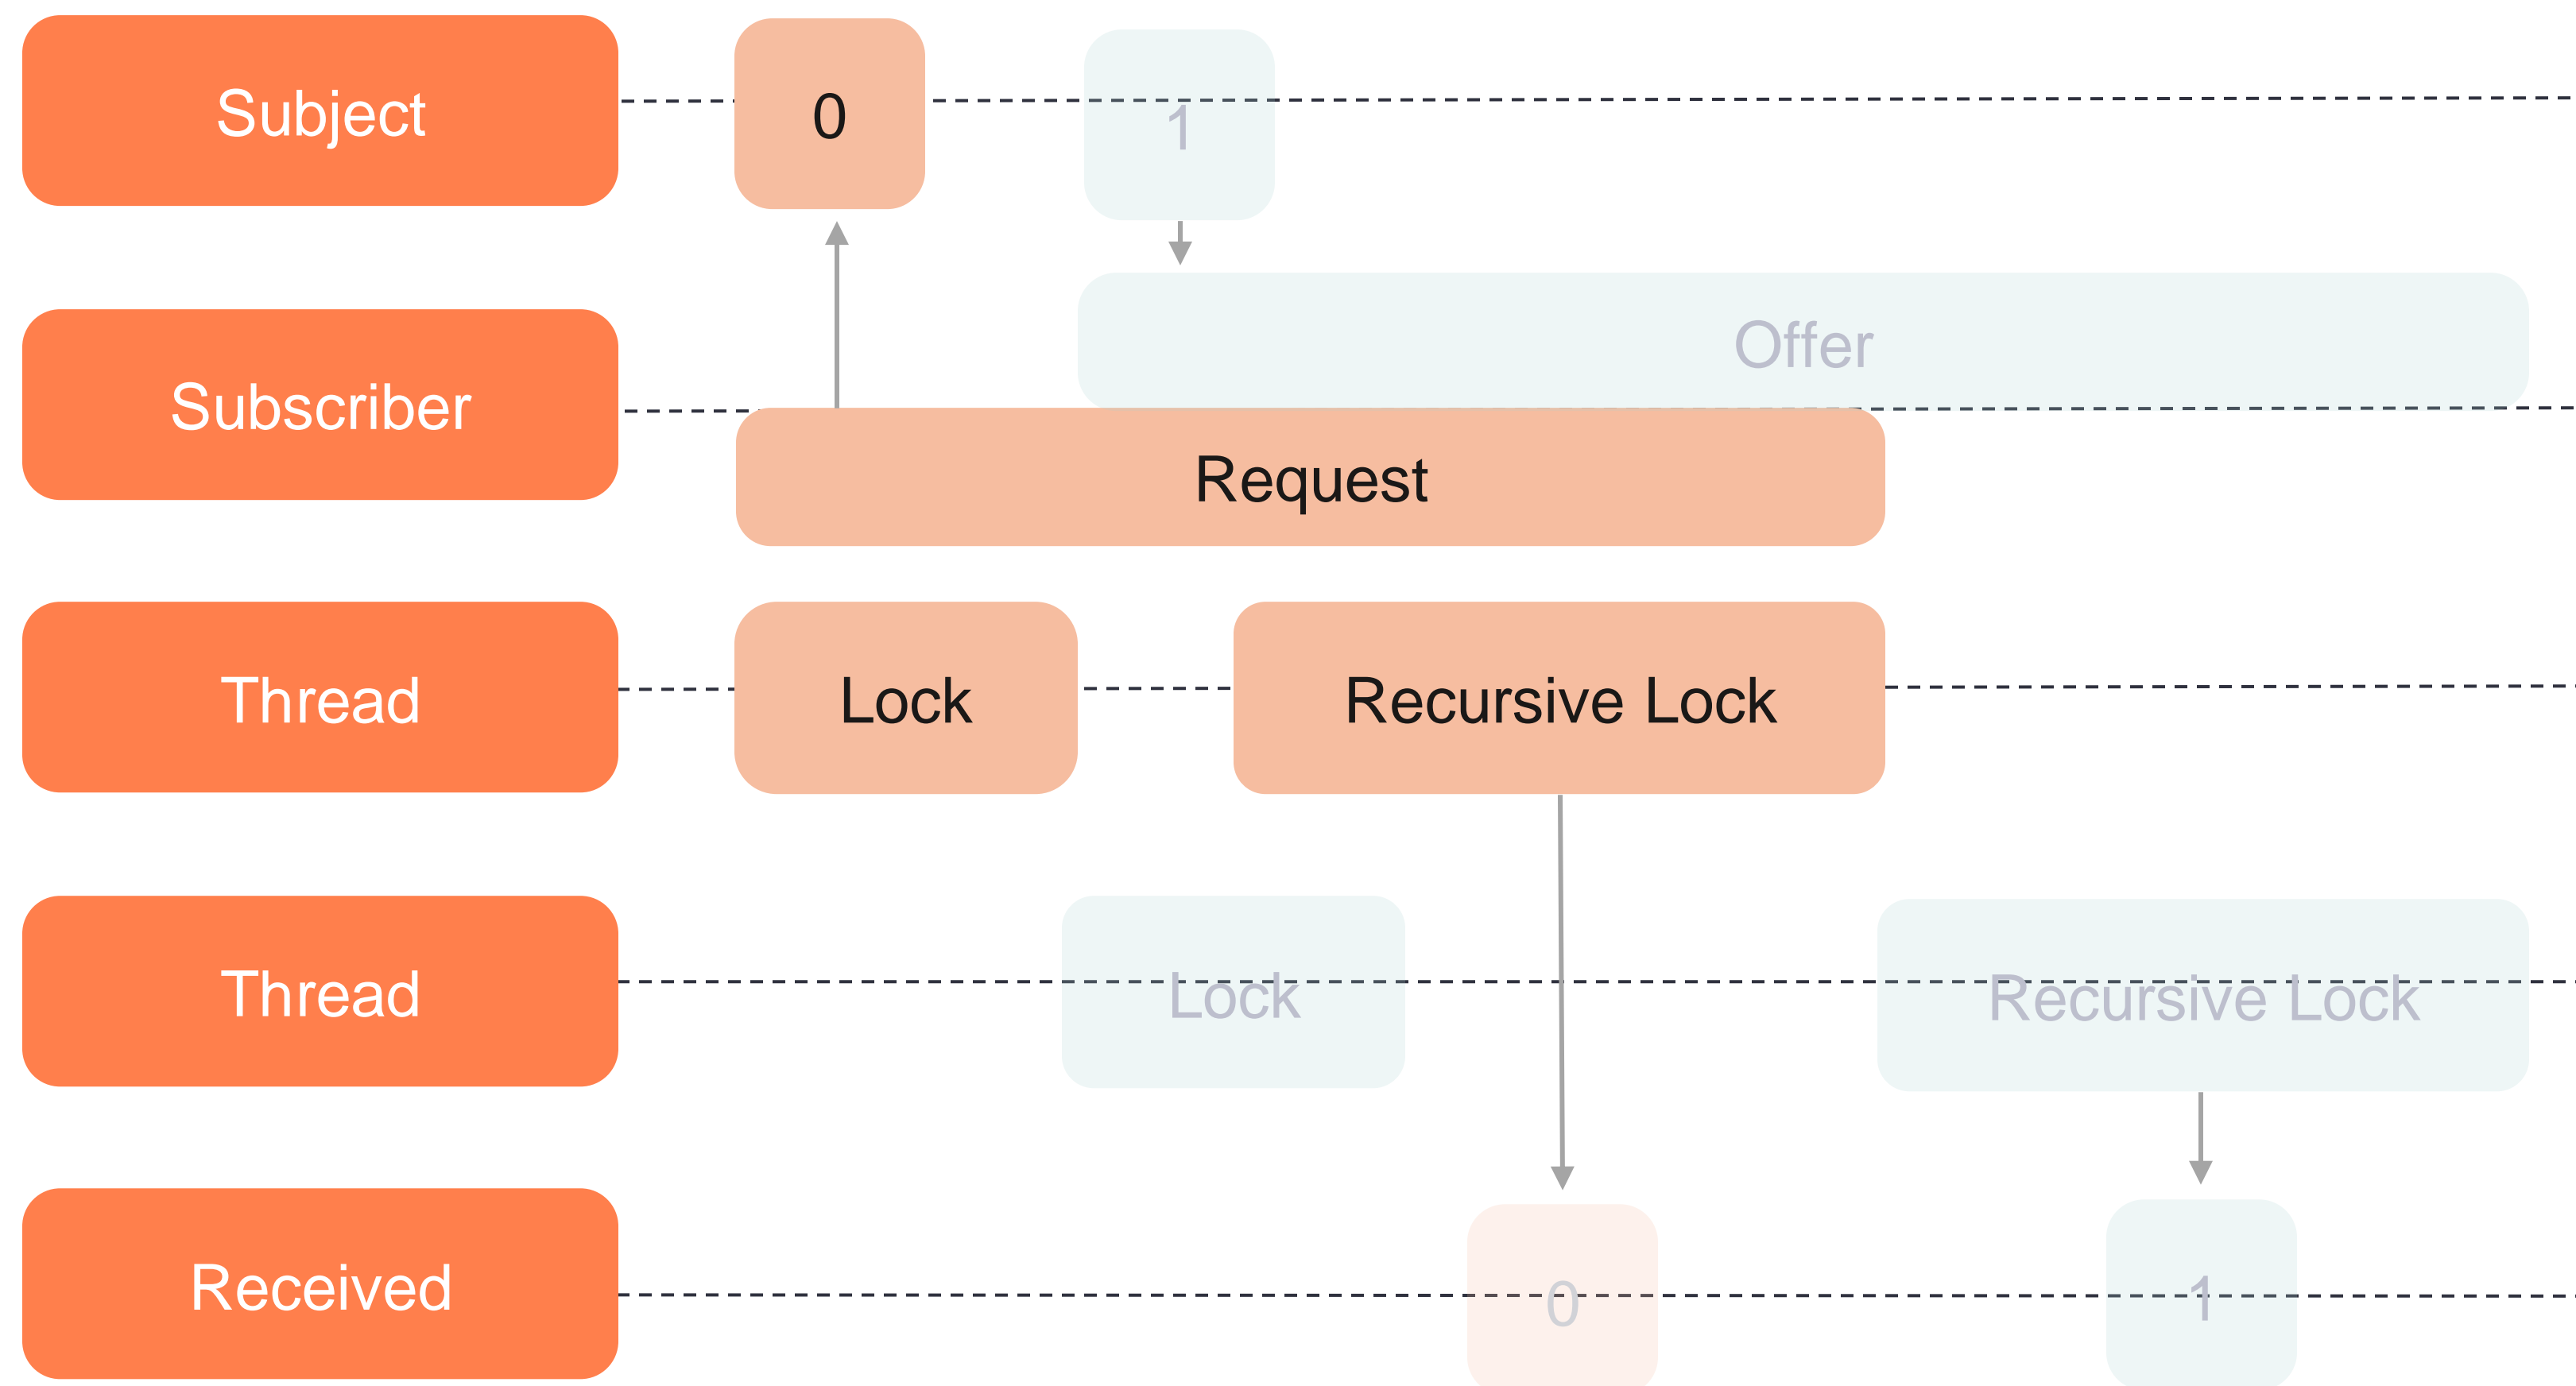 Subject
0
1
Offer
Subscriber
Request
Thread
Lock
Recursive Lock
Thread
Lock
Recursive Lock
Received
0
1